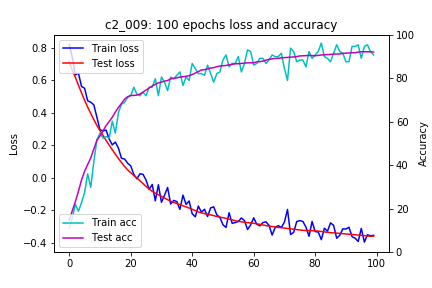 c2_009: 100 epochs loss and accuracy
Train loss
Test loss
Train acc
Test acc
Loss
Accuracy
0.8
0.6
0.4
0.2
0.0
−0.2
−0.4
100
80
60
40
20
0
0 20 40 60 80 100